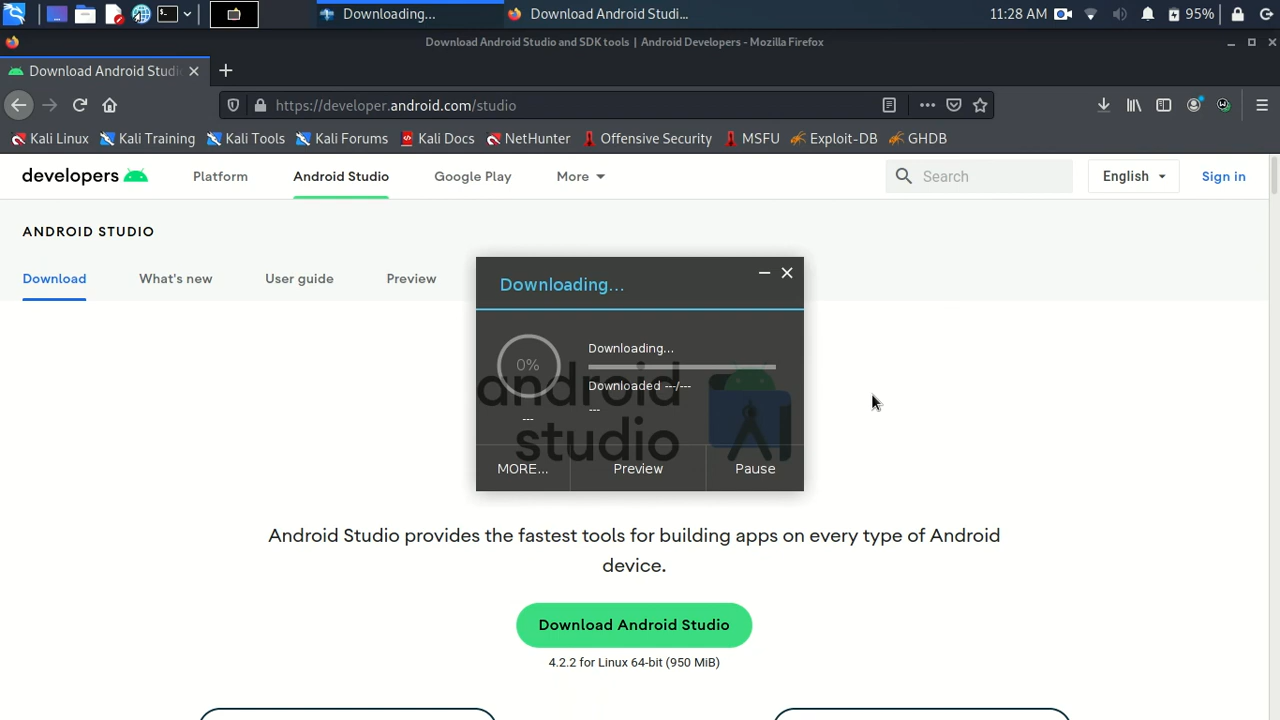 Downloading...
Download Android Studi...
11:28 AM
95%
Download Android Studio and SDK tools | Android Developers - Mozilla Firefox
Download Android Studi
https://developer.android.com/studio
Kali Linux
Kali Training
Kali Tools
Kali Forums
Kali Docs
NetHunter
Offensive Security
MSFU
Exploit-DB
GHDB
developers
Platform
Android Studio
Google Play
More
Search
English
Sign in
ANDROID STUDIO
Download
What's new
User guide
Preview
Downloading...
0%
Downloading...
Downloaded ---/---
---
---
android
studio
MORE...
Preview
Pause
Android Studio provides the fastest tools for building apps on every type of Android
device.
Download Android Studio
4.2.2 for Linux 64-bit (950 MiB)